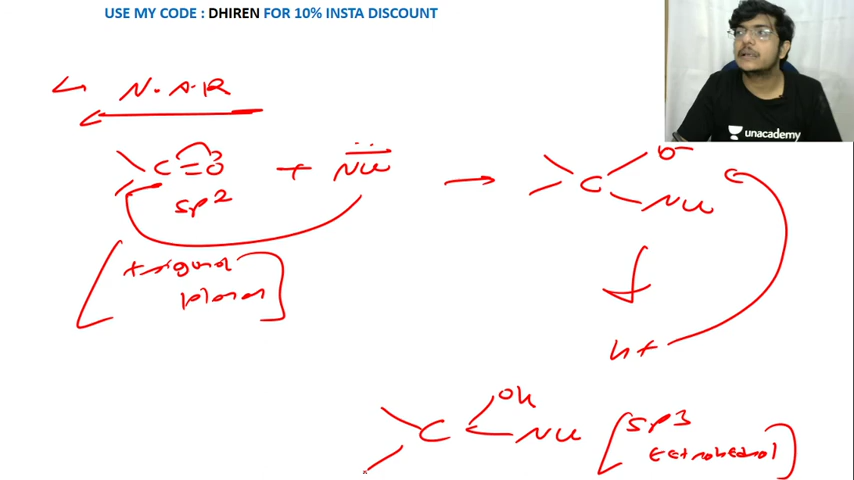 USE MY CODE : DHIREN FOR 10% INSTA DISCOUNT
unacademy
N.A.R
C=O + Nu
sp2
[trigonal
planar]
C
O-
Nu
+
H+
C
OH
Nu
[sp3
tetrahedral]